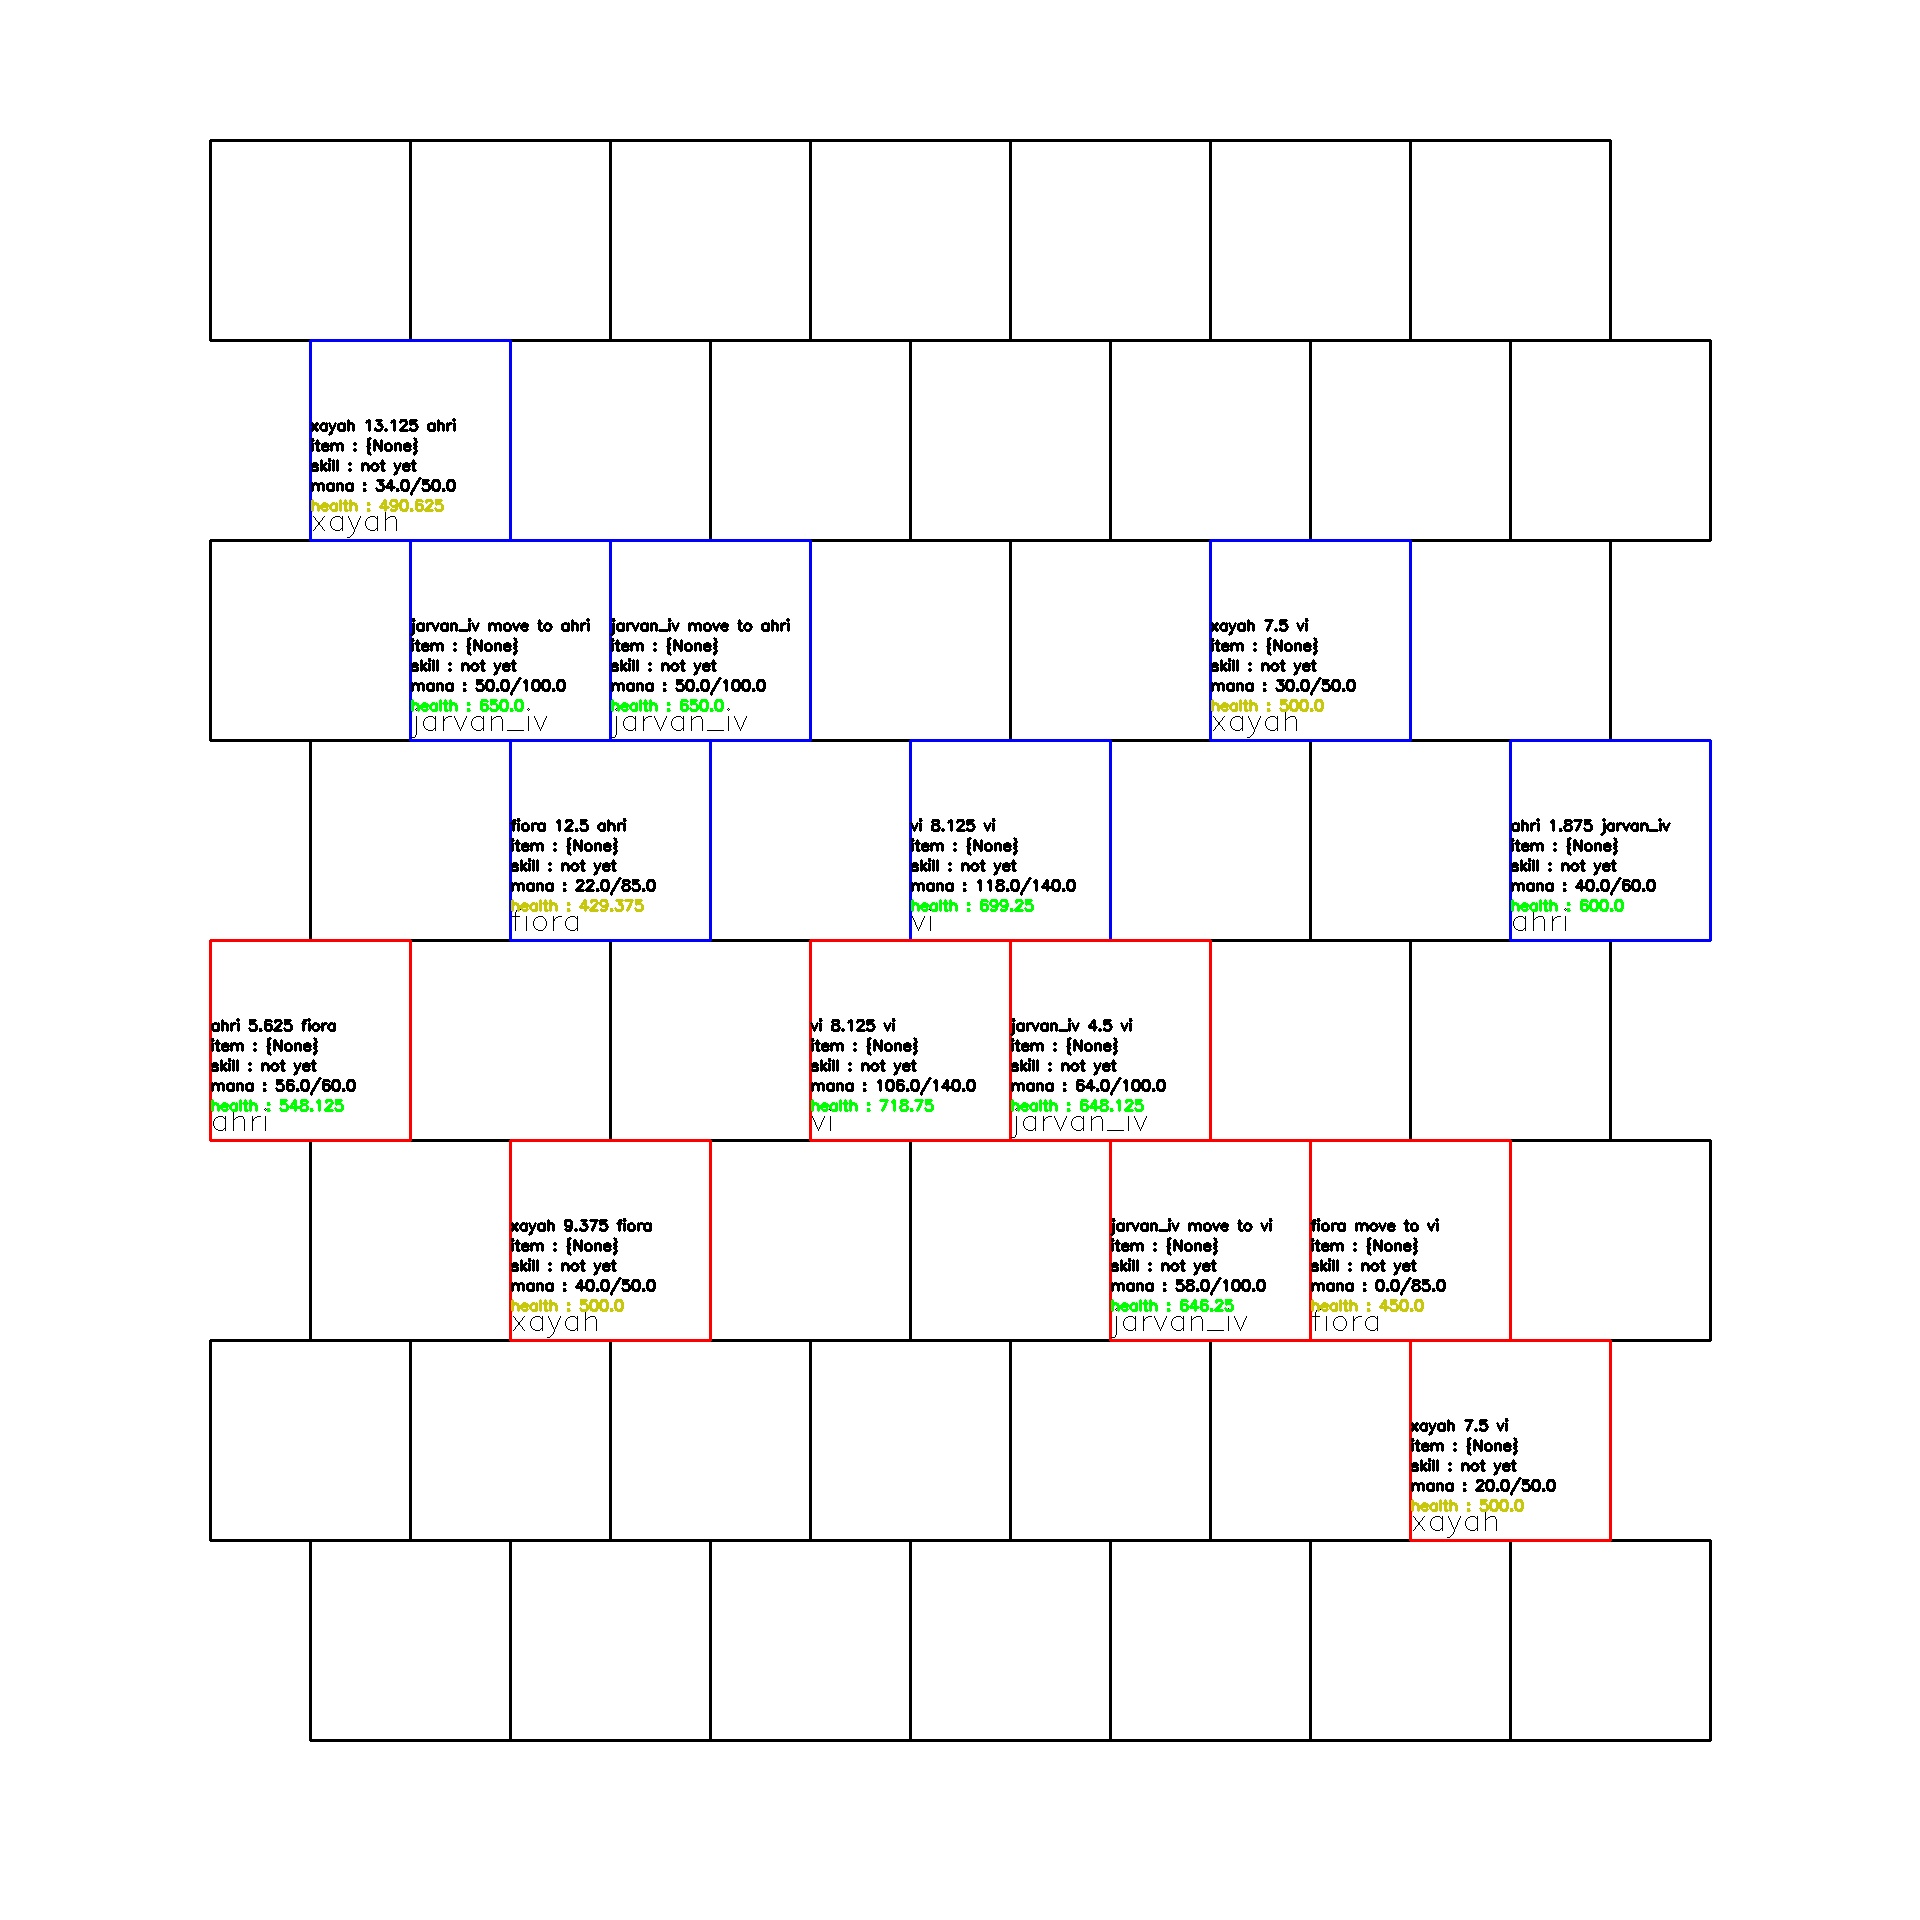 xayah 13.125 ahri
item : {None}
skill : not yet
mana : 34.0/50.0
health : 490.625
xayah
jarvan_iv move to ahri
item : {None}
skill : not yet
mana : 50.0/100.0
health : 650.0
jarvan_iv
jarvan_iv move to ahri
item : {None}
skill : not yet
mana : 50.0/100.0
health : 650.0
jarvan_iv
xayah 7.5 vi
item : {None}
skill : not yet
mana : 30.0/50.0
health : 500.0
xayah
fiora 12.5 ahri
item : {None}
skill : not yet
mana : 22.0/85.0
health : 429.375
fiora
vi 8.125 vi
item : {None}
skill : not yet
mana : 118.0/140.0
health : 699.25
vi
ahri 1.875 jarvan_iv
item : {None}
skill : not yet
mana : 40.0/60.0
health : 600.0
ahri
ahri 5.625 fiora
item : {None}
skill : not yet
mana : 56.0/60.0
health : 548.125
ahri
vi 8.125 vi
item : {None}
skill : not yet
mana : 106.0/140.0
health : 718.75
vi
jarvan_iv 4.5 vi
item : {None}
skill : not yet
mana : 64.0/100.0
health : 648.125
jarvan_iv
xayah 9.375 fiora
item : {None}
skill : not yet
mana : 40.0/50.0
health : 500.0
xayah
jarvan_iv move to vi
item : {None}
skill : not yet
mana : 58.0/100.0
health : 646.25
jarvan_iv
fiora move to vi
item : {None}
skill : not yet
mana : 0.0/85.0
health : 450.0
fiora
xayah 7.5 vi
item : {None}
skill : not yet
mana : 20.0/50.0
health : 500.0
xayah